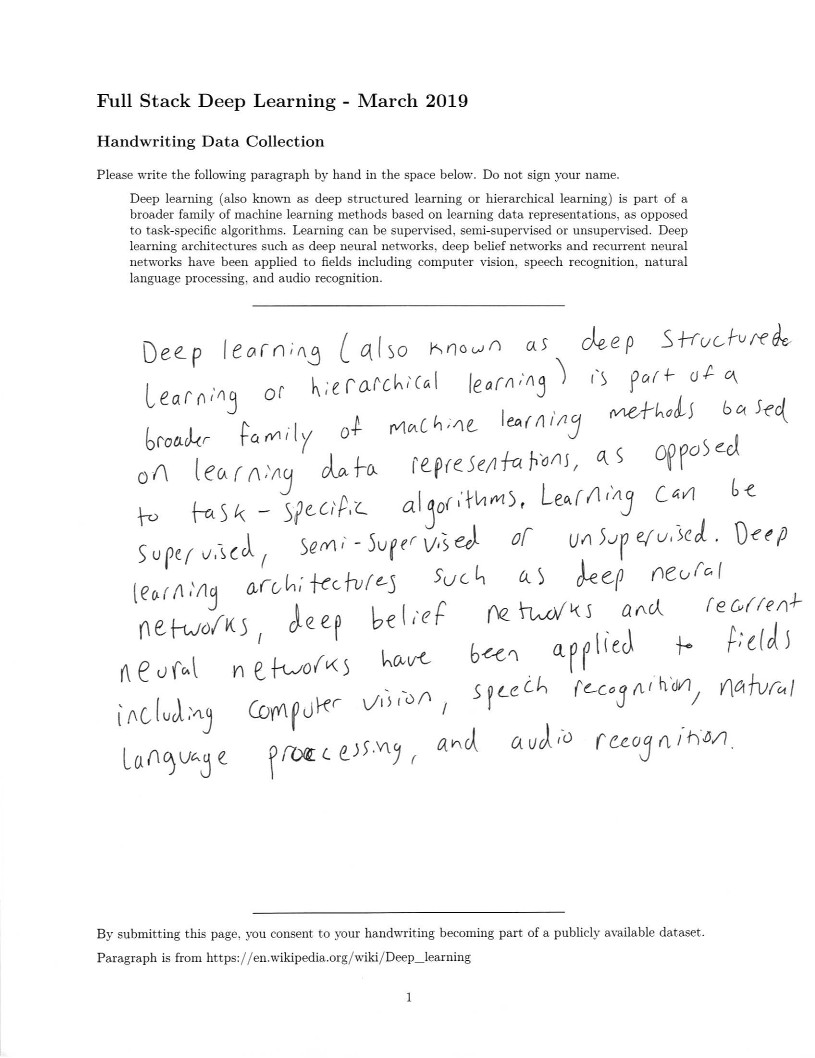 Full Stack Deep Learning - March 2019
Handwriting Data Collection
Please write the following paragraph by hand in the space below. Do not sign your name.
Deep learning (also known as deep structured learning or hierarchical learning) is part of a
broader family of machine learning methods based on learning data representations, as opposed
to task-specific algorithms. Learning can be supervised, semi-supervised or unsupervised. Deep
learning architectures such as deep neural networks, deep belief networks and recurrent neural
networks have been applied to fields including computer vision, speech recognition, natural
language processing, and audio recognition.
Deep learning (also known as deep structured
learning or hierarchical learning) is part of a
broader family of machine learning methods based
on learning data representations, as opposed
to task-specific algorithms. Learning can be
supervised, semi-supervised or unsupervised. Deep
learning architectures such as deep neural
networks, deep belief networks and recurrent
neural networks have been applied to fields
including computer vision, speech recognition, natural
language processing, and audio recognition.
By submitting this page, you consent to your handwriting becoming part of a publicly available dataset.
Paragraph is from https://en.wikipedia.org/wiki/Deep_learning
1